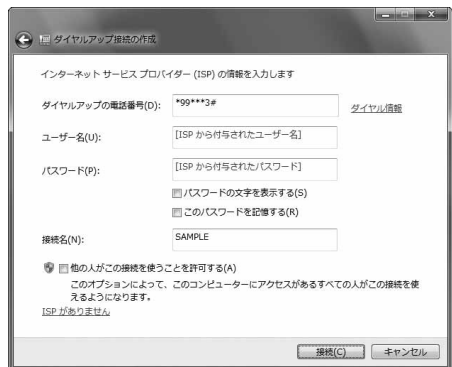 ダイヤルアップ接続の作成
インターネット サービス プロバイダー (ISP) の情報を入力します
ダイヤルアップの電話番号(D): *99***3# ダイヤル情報
ユーザー名(U): [ISP から付与されたユーザー名]
パスワード(P): [ISP から付与されたパスワード]
パスワードの文字を表示する(S)
このパスワードを記憶する(R)
接続名(N): SAMPLE
他の人がこの接続を使うことを許可する(A)
このオプションによって、このコンピューターにアクセスがあるすべての人がこの接続を使
えるようになります。
ISP がありません
接続(C) キャンセル